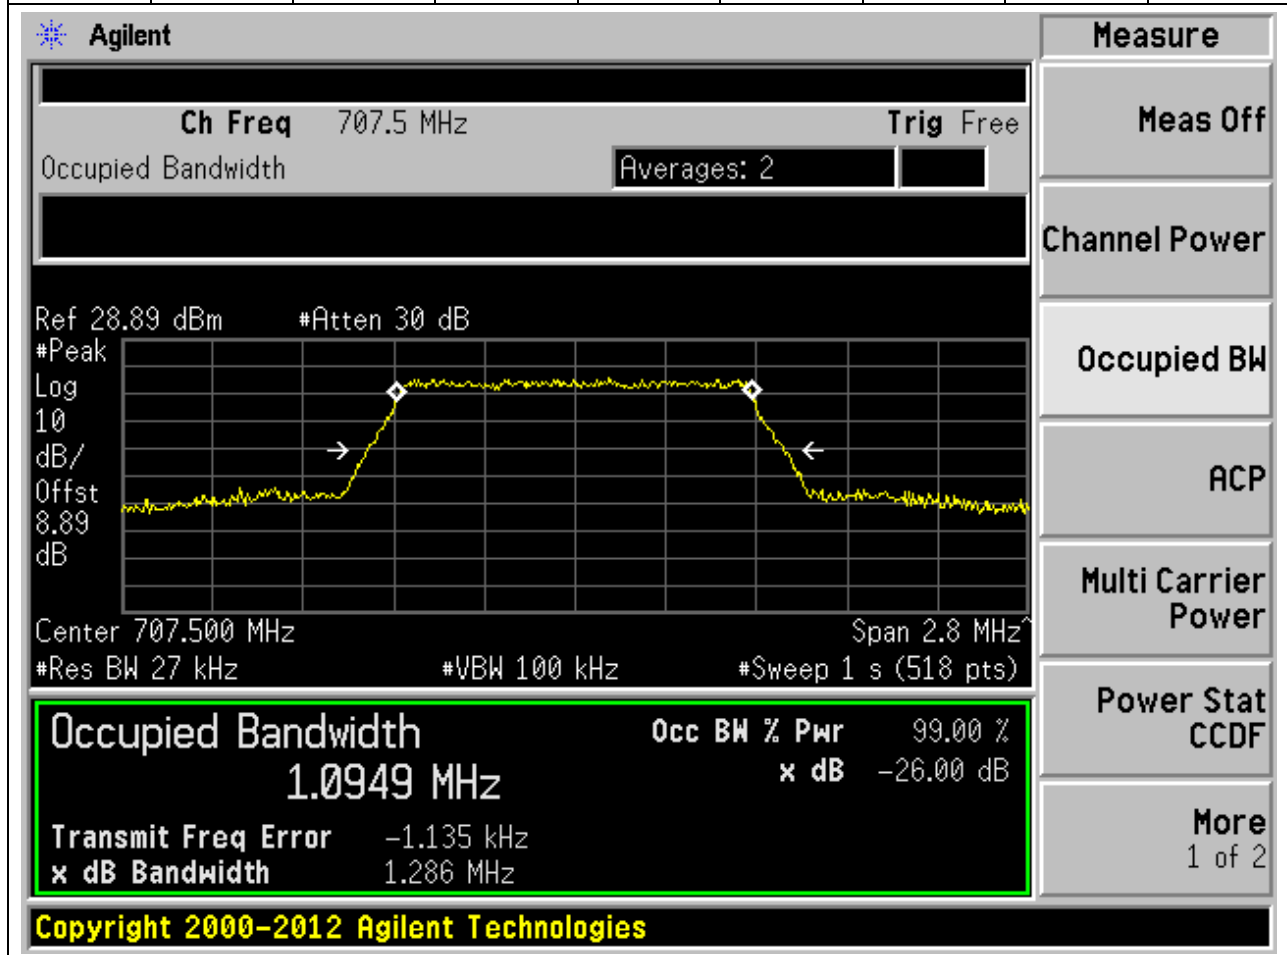 Agilent
Measure
Ch Freq 707.5 MHz Trig Free
Meas Off
Occupied Bandwidth Averages: 2
Channel Power
Ref 28.89 dBm #Atten 30 dB
#Peak
Log
10
dB/
Offst
8.89
dB
Occupied BW
ACP
Multi Carrier
Power
Center 707.500 MHz Span 2.8 MHz^
#Res BW 27 kHz #VBW 100 kHz #Sweep 1 s (518 pts)
Power Stat
CCDF
Occupied Bandwidth Occ BW % Pwr 99.00 %
1.0949 MHz x dB -26.00 dB
Transmit Freq Error -1.135 kHz
x dB Bandwidth 1.286 MHz
More
1 of 2
Copyright 2000-2012 Agilent Technologies